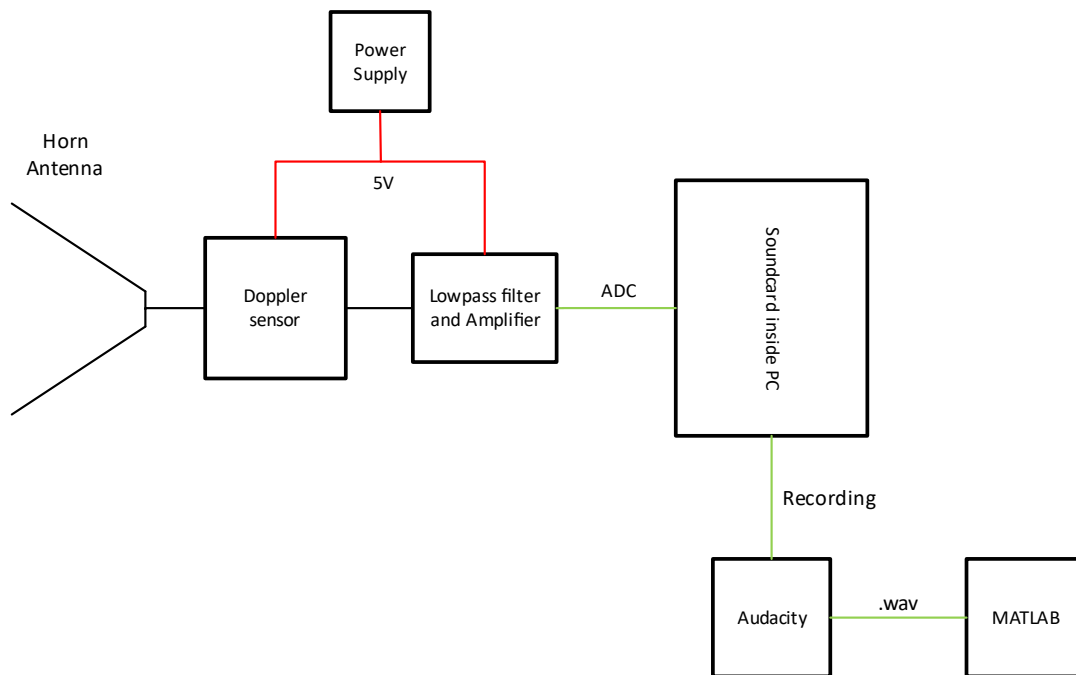 Power
Supply
Horn
Antenna
5V
Doppler
sensor
Lowpass filter
and Amplifier
ADC
Soundcard inside PC
Recording
Audacity
.wav
MATLAB